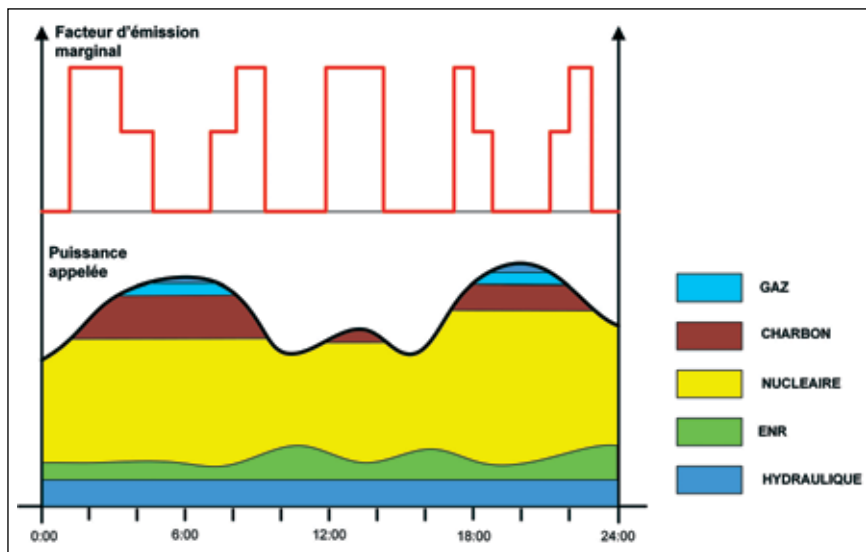 Facteur d'émission
marginal
Puissance
appelée
GAZ
CHARBON
NUCLEAIRE
ENR
HYDRAULIQUE
0:00 6:00 12:00 18:00 24:00